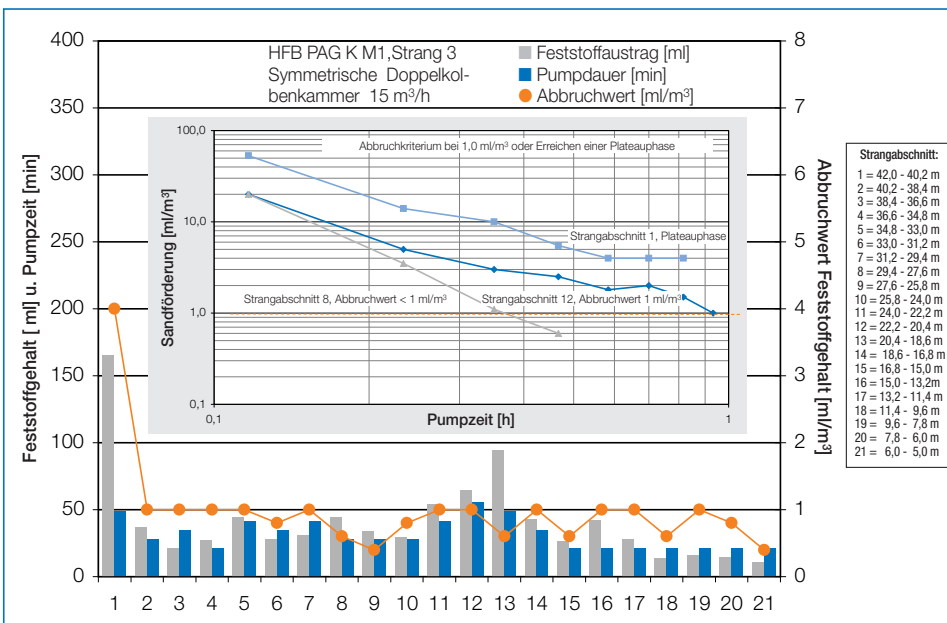 HFB PAG K M1,Strang 3
Symmetrische Doppelkol-
benkammer 15 m³/h
Feststoffaustrag [ml]
Pumpdauer [min]
Abbruchwert [ml/m³]
Feststoffgehalt [ ml] u. Pumpzeit [min]
400
350
300
250
200
150
100
50
0
Sandförderung [ml/m³]
100,0
10,0
1,0
0,1
Abbruchkriterium bei 1,0 ml/m³ oder Erreichen einer Plateauphase
Strangabschnitt 1, Plateauphase
Strangabschnitt 8, Abbruchwert < 1 ml/m³
Strangabschnitt 12, Abbruchwert 1 ml/m³
0,1
1
Pumpzeit [h]
8
7
6
5
4
3
2
1
0
Abbruchwert Feststoffgehalt [ml/m³]
1 2 3 4 5 6 7 8 9 10 11 12 13 14 15 16 17 18 19 20 21
Strangabschnitt:
1 = 42,0 - 40,2 m
2 = 40,2 - 38,4 m
3 = 38,4 - 36,6 m
4 = 36,6 - 34,8 m
5 = 34,8 - 33,0 m
6 = 33,0 - 31,2 m
7 = 31,2 - 29,4 m
8 = 29,4 - 27,6 m
9 = 27,6 - 25,8 m
10 = 25,8 - 24,0 m
11 = 24,0 - 22,2 m
12 = 22,2 - 20,4 m
13 = 20,4 - 18,6 m
14 = 18,6 - 16,8 m
15 = 16,8 - 15,0 m
16 = 15,0 - 13,2m
17 = 13,2 - 11,4 m
18 = 11,4 - 9,6 m
19 = 9,6 - 7,8 m
20 = 7,8 - 6,0 m
21 = 6,0 - 5,0 m